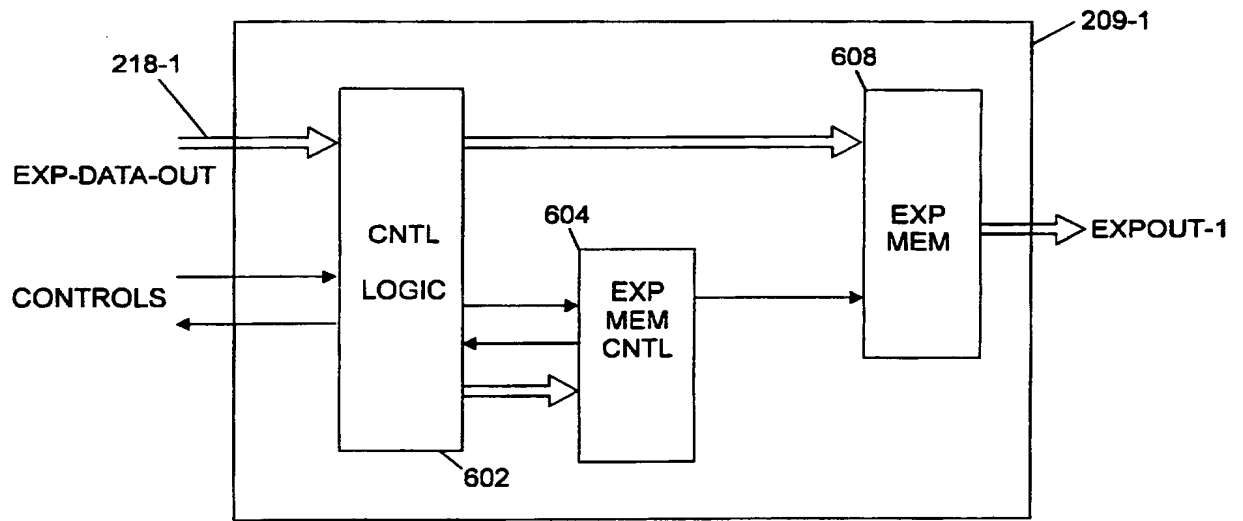 209-1
218-1
608
EXP-DATA-OUT
CNTL
LOGIC
604
EXP
MEM
EXPOUT-1
CONTROLS
EXP
MEM
CNTL
602